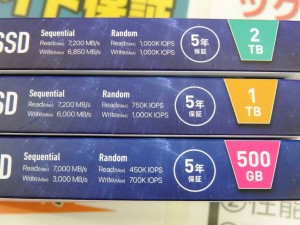 SSD
Sequential
Read(Max) 7,200 MB/s
Write(Max) 6,850 MB/s
Random
Read(Max) 1,000K IOPS
Write(Max) 1,000K IOPS
5年
保証
2
TB
SD
Sequential
Read(Max) 7,200 MB/s
Write(Max) 6,000 MB/s
Random
Read(Max) 750K IOPS
Write(Max) 1,000K IOPS
5年
保証
1
TB
D
Sequential
Read(Max) 7,000 MB/s
Write(Max) 3,000 MB/s
Random
Read(Max) 450K IOPS
Write(Max) 700K IOPS
5年
保証
500
GB
②性能